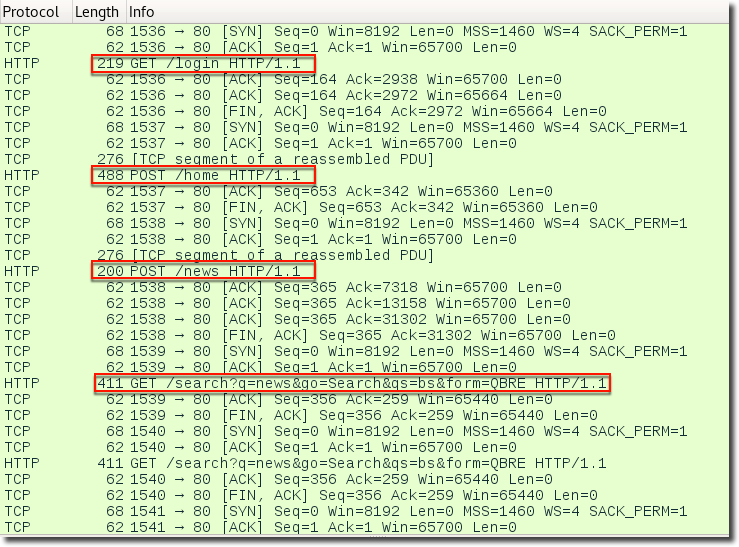 Protocol Length Info
TCP 68 1536 → 80 [SYN] Seq=0 Win=8192 Len=0 MSS=1460 WS=4 SACK_PERM=1
TCP 62 1536 → 80 [ACK] Seq=1 Ack=1 Win=65700 Len=0
HTTP 219 GET /login HTTP/1.1
TCP 62 1536 → 80 [ACK] Seq=164 Ack=2938 Win=65700 Len=0
TCP 62 1536 → 80 [ACK] Seq=164 Ack=2972 Win=65664 Len=0
TCP 62 1536 → 80 [FIN, ACK] Seq=164 Ack=2972 Win=65664 Len=0
TCP 68 1537 → 80 [SYN] Seq=0 Win=8192 Len=0 MSS=1460 WS=4 SACK_PERM=1
TCP 62 1537 → 80 [ACK] Seq=1 Ack=1 Win=65700 Len=0
TCP 276 [TCP segment of a reassembled PDU]
HTTP 488 POST /home HTTP/1.1
TCP 62 1537 → 80 [ACK] Seq=653 Ack=342 Win=65360 Len=0
TCP 62 1537 → 80 [FIN, ACK] Seq=653 Ack=342 Win=65360 Len=0
TCP 68 1538 → 80 [SYN] Seq=0 Win=8192 Len=0 MSS=1460 WS=4 SACK_PERM=1
TCP 62 1538 → 80 [ACK] Seq=1 Ack=1 Win=65700 Len=0
TCP 276 [TCP segment of a reassembled PDU]
HTTP 200 POST /news HTTP/1.1
TCP 62 1538 → 80 [ACK] Seq=365 Ack=7318 Win=65700 Len=0
TCP 62 1538 → 80 [ACK] Seq=365 Ack=13158 Win=65700 Len=0
TCP 62 1538 → 80 [ACK] Seq=365 Ack=31302 Win=65700 Len=0
TCP 62 1538 → 80 [FIN, ACK] Seq=365 Ack=31302 Win=65700 Len=0
TCP 68 1539 → 80 [SYN] Seq=0 Win=8192 Len=0 MSS=1460 WS=4 SACK_PERM=1
TCP 62 1539 → 80 [ACK] Seq=1 Ack=1 Win=65700 Len=0
HTTP 411 GET /search?q=news&go=Search&qs=bs&form=QBRE HTTP/1.1
TCP 62 1539 → 80 [ACK] Seq=356 Ack=259 Win=65440 Len=0
TCP 62 1539 → 80 [FIN, ACK] Seq=356 Ack=259 Win=65440 Len=0
TCP 68 1540 → 80 [SYN] Seq=0 Win=8192 Len=0 MSS=1460 WS=4 SACK_PERM=1
TCP 62 1540 → 80 [ACK] Seq=1 Ack=1 Win=65700 Len=0
HTTP 411 GET /search?q=news&go=Search&qs=bs&form=QBRE HTTP/1.1
TCP 62 1540 → 80 [ACK] Seq=356 Ack=259 Win=65440 Len=0
TCP 62 1540 → 80 [FIN, ACK] Seq=356 Ack=259 Win=65440 Len=0
TCP 68 1541 → 80 [SYN] Seq=0 Win=8192 Len=0 MSS=1460 WS=4 SACK_PERM=1
TCP 62 1541 → 80 [ACK] Seq=1 Ack=1 Win=65700 Len=0